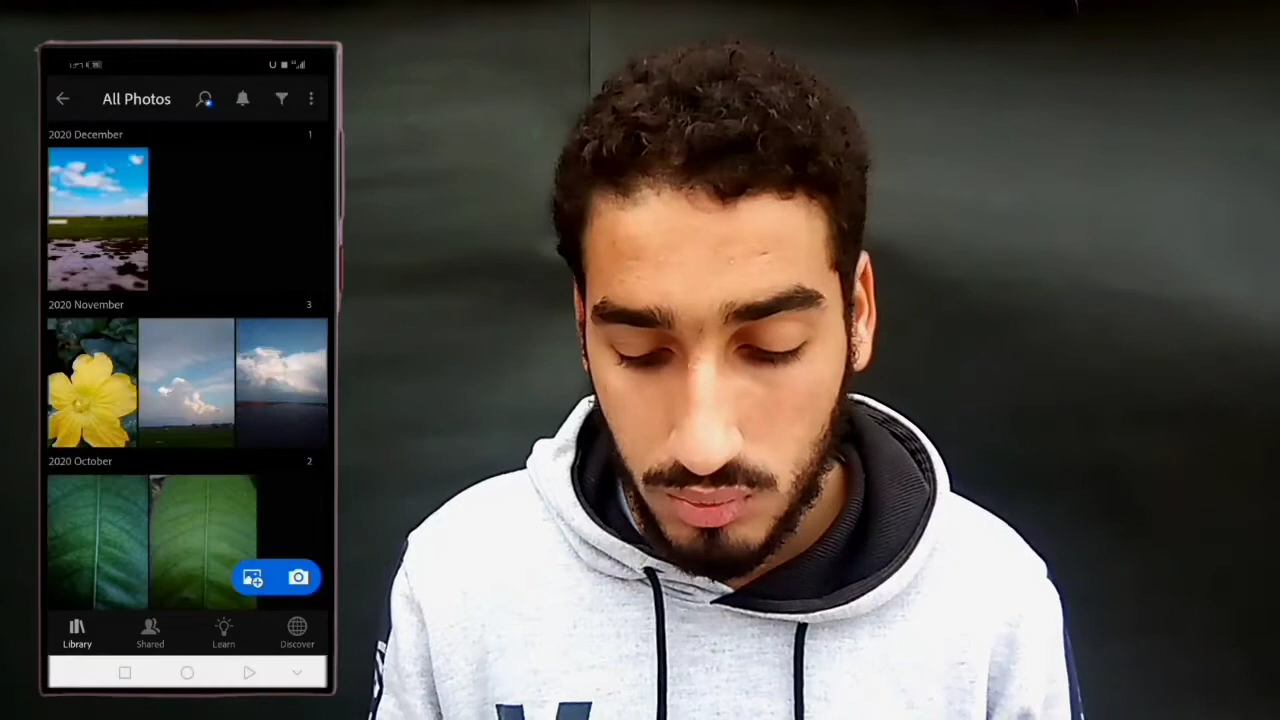 All Photos
2020 December 1
2020 November 3
2020 October 2
Library Shared Learn Discover